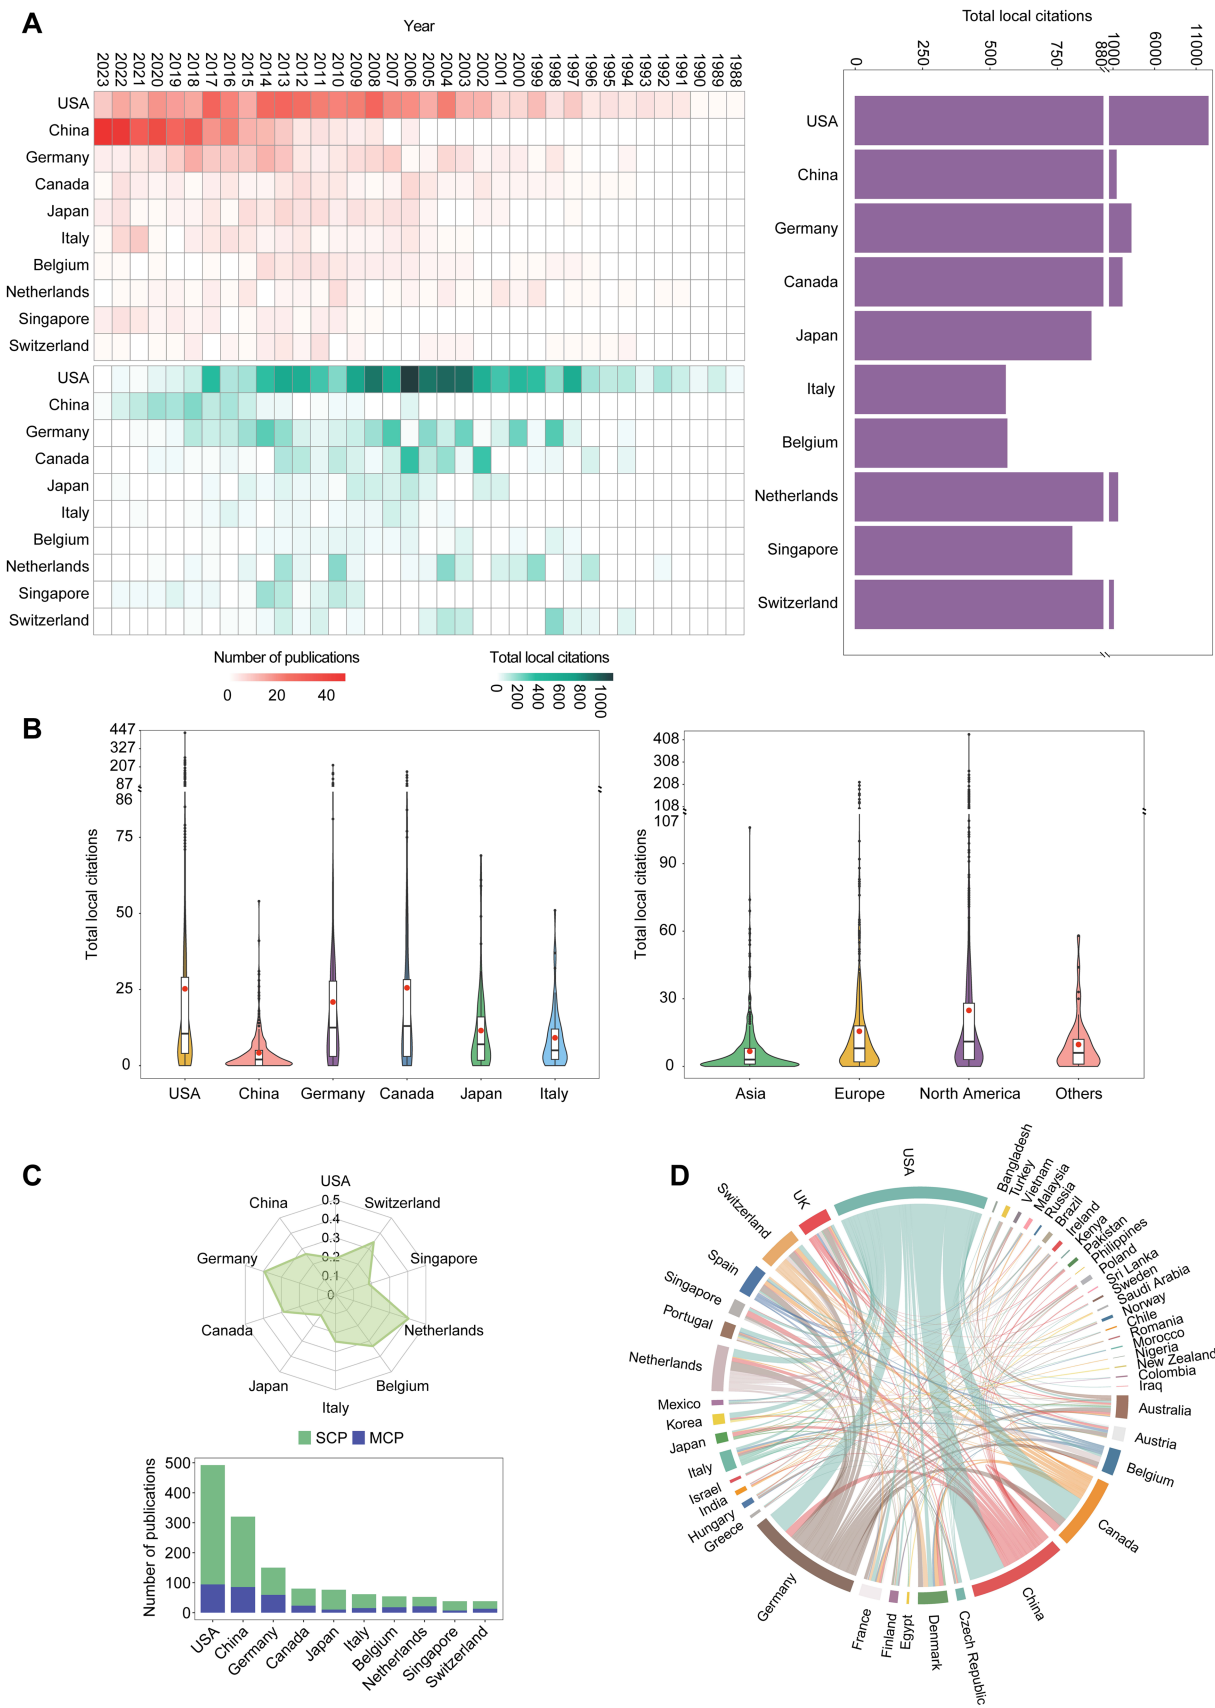 A
Year
2023 2022 2021 2020 2019 2018 2017 2016 2015 2014 2013 2012 2011 2010 2009 2008 2007 2006 2005 2004 2003 2002 2001 2000 1999 1998 1997 1996 1995 1994 1993 1992 1991 1990 1989 1988
USA
China
Germany
Canada
Japan
Italy
Belgium
Netherlands
Singapore
Switzerland
USA
China
Germany
Canada
Japan
Italy
Belgium
Netherlands
Singapore
Switzerland
Number of publications
0 20 40
Total local citations
0 200 400 600 800 1000
Total local citations
0 250 500 750 880 1000 6000 11000
USA
China
Germany
Canada
Japan
Italy
Belgium
Netherlands
Singapore
Switzerland
B
Total local citations
447
327
207
87
86
75
50
25
0
USA China Germany Canada Japan Italy
Total local citations
408
308
208
108
107
90
60
30
0
Asia Europe North America Others
C
USA
Switzerland
Singapore
Netherlands
Belgium
Italy
Japan
Canada
Germany
China
0.5
0.4
0.3
0.2
0.1
0
SCP MCP
Number of publications
500
400
300
200
100
0
USA China Germany Canada Japan Italy Belgium Netherlands Singapore Switzerland
D
USA
Bangladesh
Turkey
Vietnam
Malaysia
Russia
Brazil
Ireland
Kenya
Pakistan
Philippines
Poland
Sri Lanka
Sweden
Saudi Arabia
Norway
Chile
Romania
Morocco
Nigeria
New Zealand
Colombia
Iraq
Australia
Austria
Belgium
Canada
China
Czech Republic
Denmark
Egypt
Finland
France
Germany
Greece
Hungary
India
Israel
Italy
Japan
Korea
Mexico
Netherlands
Portugal
Singapore
Spain
Switzerland
UK